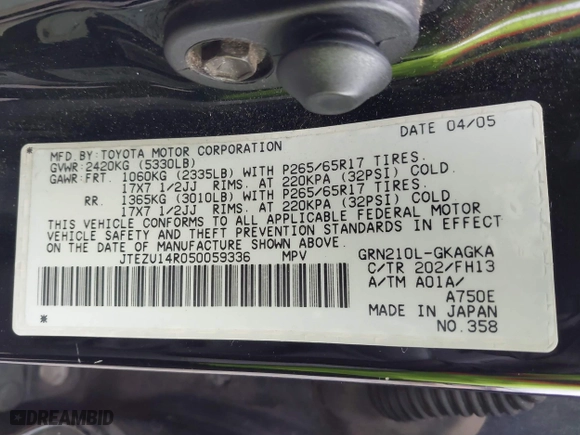 MFD BY: TOYOTA MOTOR CORPORATION DATE 04/05
GVWR: 2420KG (5330LB)
GAWR: FRT. 1060KG (2335LB) WITH P265/65R17 TIRES.
17X7 1/2JJ RIMS. AT 220KPA (32PSI) COLD.
RR. 1365KG (3010LB) WITH P265/65R17 TIRES.
17X7 1/2JJ RIMS. AT 220KPA (32PSI) COLD.
THIS VEHICLE CONFORMS TO ALL APPLICABLE FEDERAL MOTOR
VEHICLE SAFETY AND THEFT PREVENTION STANDARDS IN EFFECT
ON THE DATE OF MANUFACTURE SHOWN ABOVE.
* JTEZU14R050059336 MPV GRN210L-GKAGKA
C/TR 202/FH13
A/TM A01A/
A750E
MADE IN JAPAN
* NO.358
DREAMBID